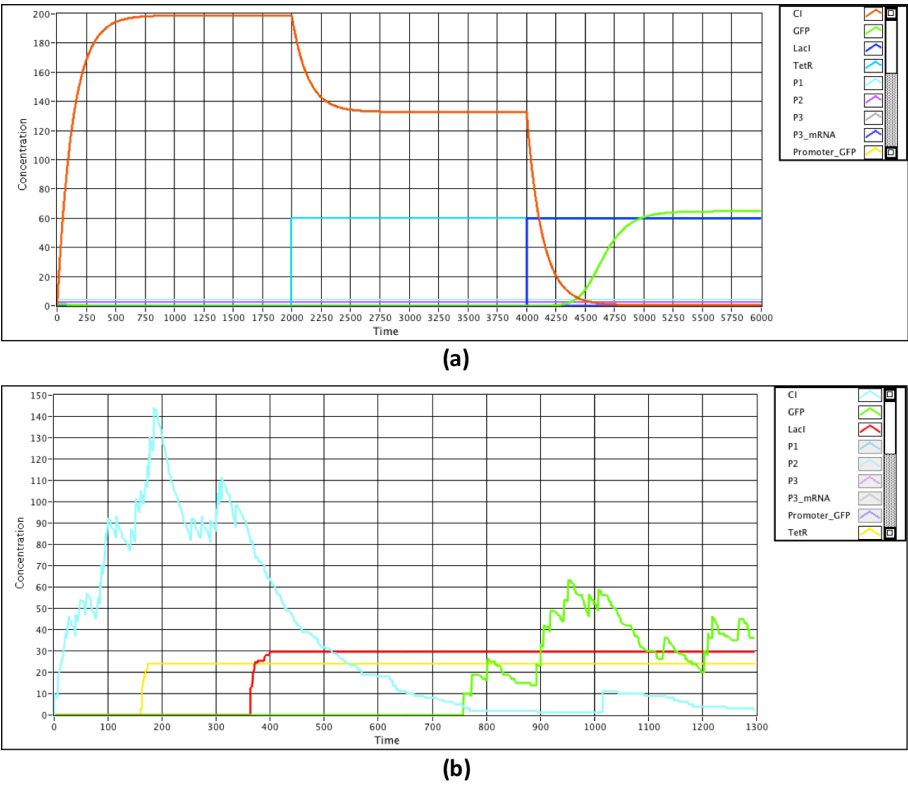 200
180
160
140
120
100
80
60
40
20
0
Concentration
0 250 500 750 1000 1250 1500 1750 2000 2250 2500 2750 3000 3250 3500 3750 4000 4250 4500 4750 5000 5250 5500 5750 6000
Time
CI
GFP
LacI
TetR
P1
P2
P3
P3_mRNA
Promoter_GFP
(a)
150
140
130
120
110
100
90
80
70
60
50
40
30
20
10
0
Concentration
0 100 200 300 400 500 600 700 800 900 1000 1100 1200 1300
Time
CI
GFP
LacI
P1
P2
P3
P3_mRNA
Promoter_GFP
TetR
(b)